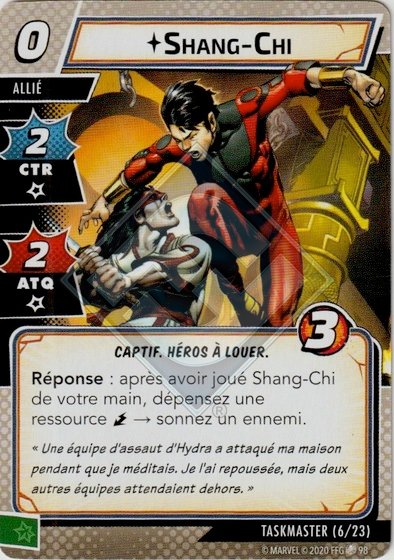 0
SHANG-CHI
ALLIÉ
2
CTR
2
ATQ
3
CAPTIF. HÉROS À LOUER.
Réponse : après avoir joué Shang-Chi
de votre main, dépensez une
ressource → sonnez un ennemi.
« Une équipe d'assaut d'Hydra a attaqué ma maison
pendant que je méditais. Je l'ai repoussée, mais deux
autres équipes attendaient dehors. »
TASKMASTER (6/23)
© MARVEL © 2020 FFG 98